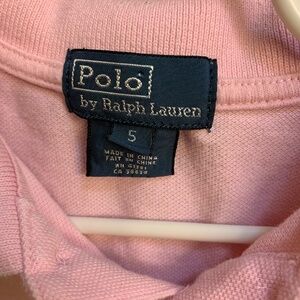 Polo
by Ralph Lauren
5
MADE IN CHINA
FAIT EN CHINE